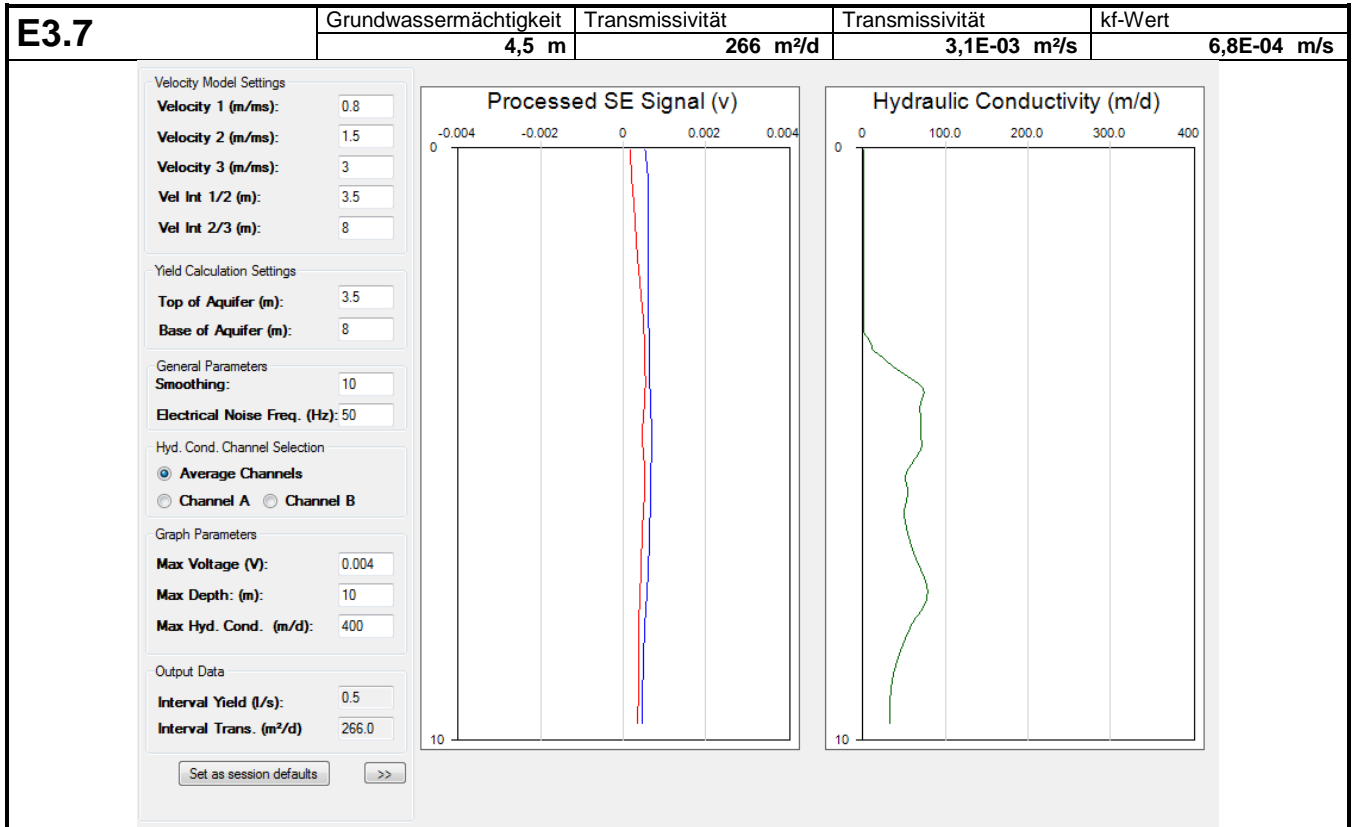 E3.7
Grundwassermächtigkeit
4,5 m
Transmissivität
266 m²/d
Transmissivität
3,1E-03 m²/s
kf-Wert
6,8E-04 m/s
Velocity Model Settings
Velocity 1 (m/ms): 0.8
Velocity 2 (m/ms): 1.5
Velocity 3 (m/ms): 3
Vel Int 1/2 (m): 3.5
Vel Int 2/3 (m): 8
Yield Calculation Settings
Top of Aquifer (m): 3.5
Base of Aquifer (m): 8
General Parameters
Smoothing: 10
Electrical Noise Freq. (Hz): 50
Hyd. Cond. Channel Selection
Average Channels
Channel A Channel B
Graph Parameters
Max Voltage (V): 0.004
Max Depth: (m): 10
Max Hyd. Cond. (m/d): 400
Output Data
Interval Yield (l/s): 0.5
Interval Trans. (m²/d) 266.0
Set as session defaults >>
Processed SE Signal (v)
-0.004 -0.002 0 0.002 0.004
0
10
Hydraulic Conductivity (m/d)
0 100.0 200.0 300.0 400
0
10